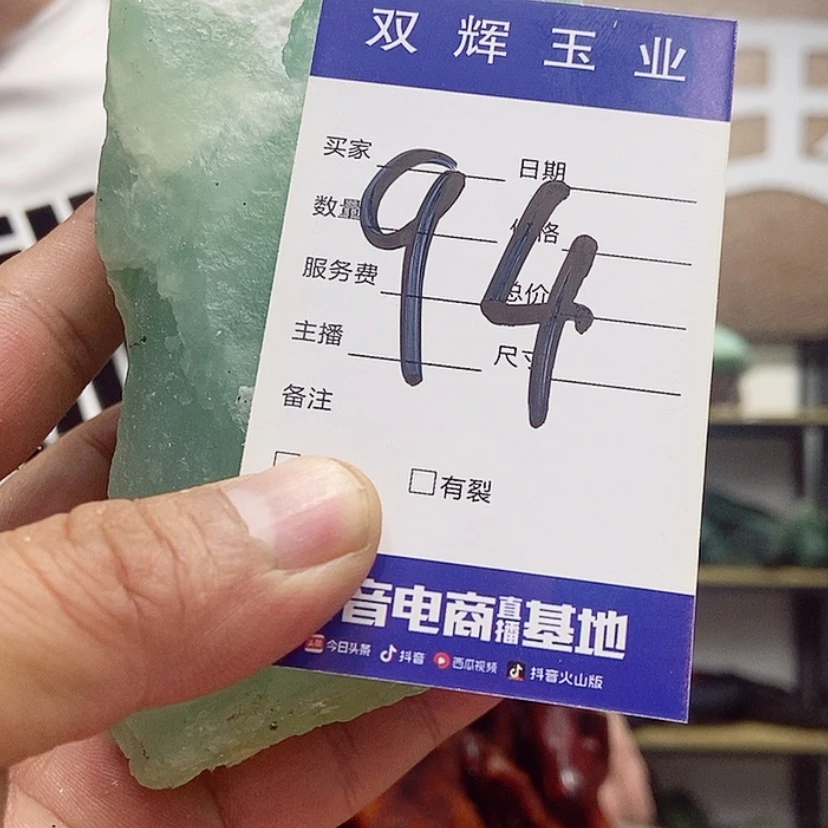 双辉玉业
买家 日期
数量 价格
服务费 总价
主播 尺寸
备注
94
有裂
音电商直播基地
今日头条 抖音 西瓜视频 抖音火山版